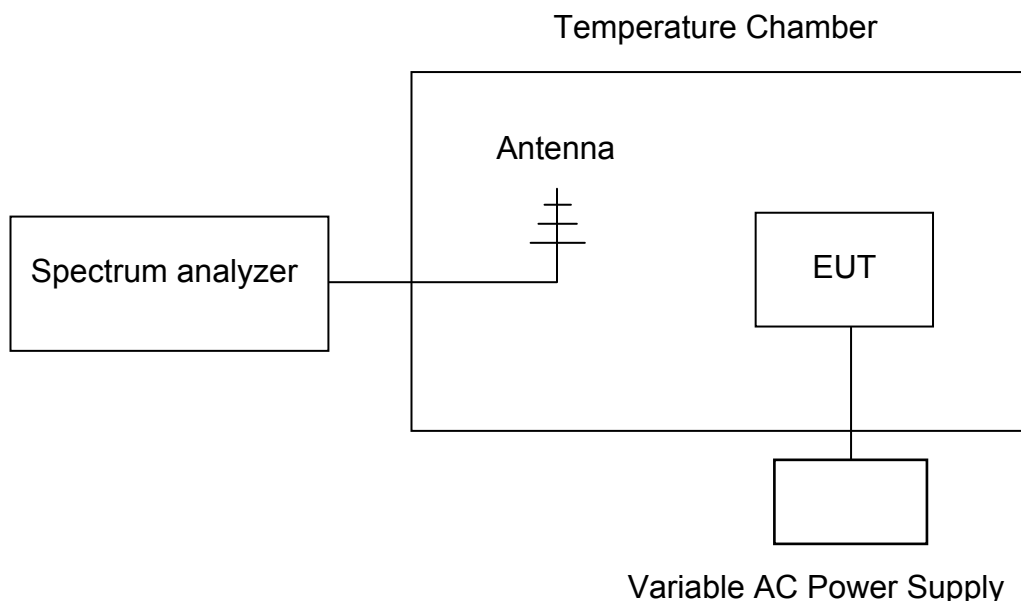 Temperature Chamber
Antenna
Spectrum analyzer
EUT
Variable AC Power Supply